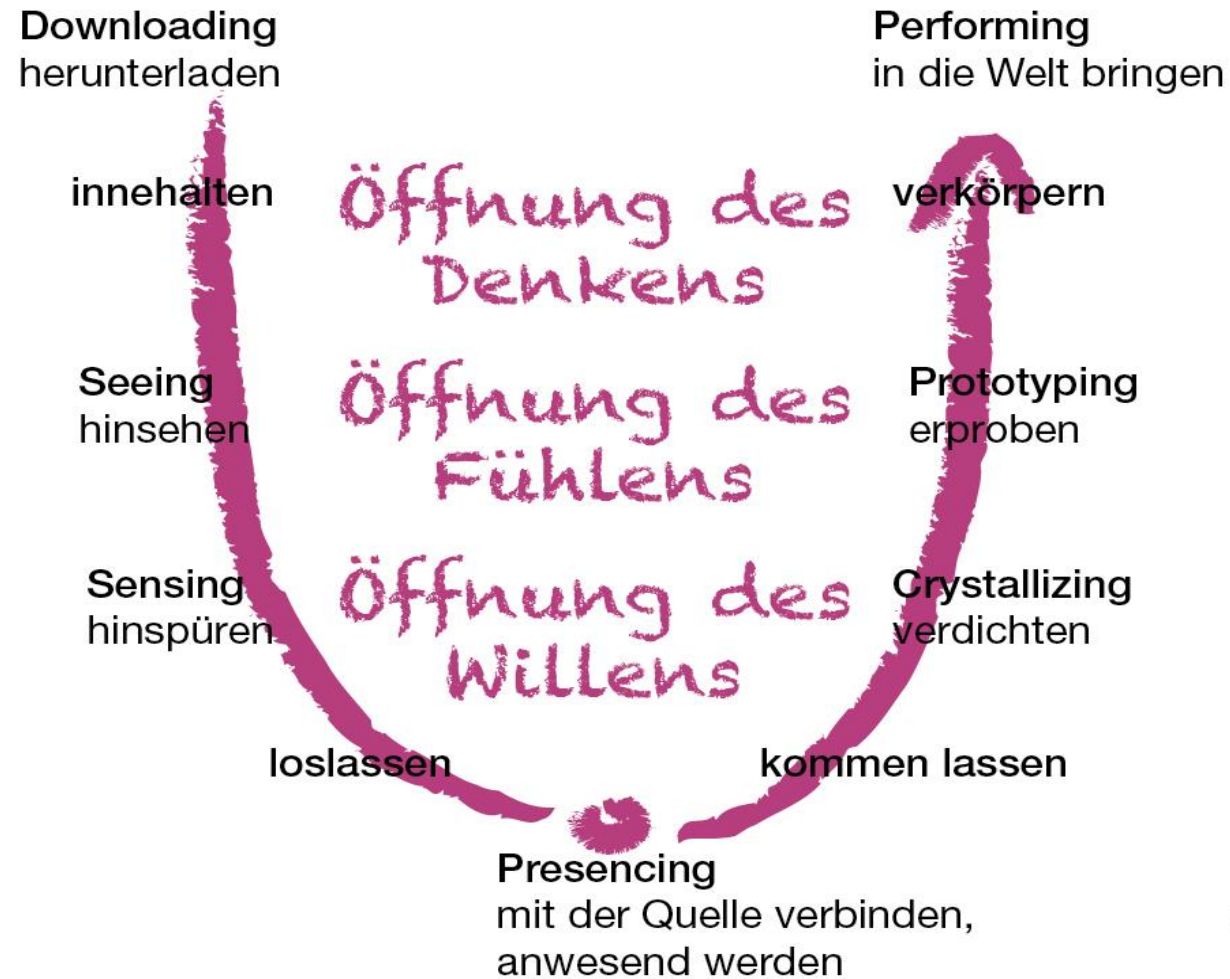 Downloading
herunterladen
Performing
in die Welt bringen
innehalten
Öffnung des
Denkens
verkörpern
Seeing
hinsehen
Öffnung des
Fühlens
Prototyping
erproben
Sensing
hinspüren
Öffnung des
Willens
Crystallizing
verdichten
loslassen
kommen lassen
Presencing
mit der Quelle verbinden,
anwesend werden